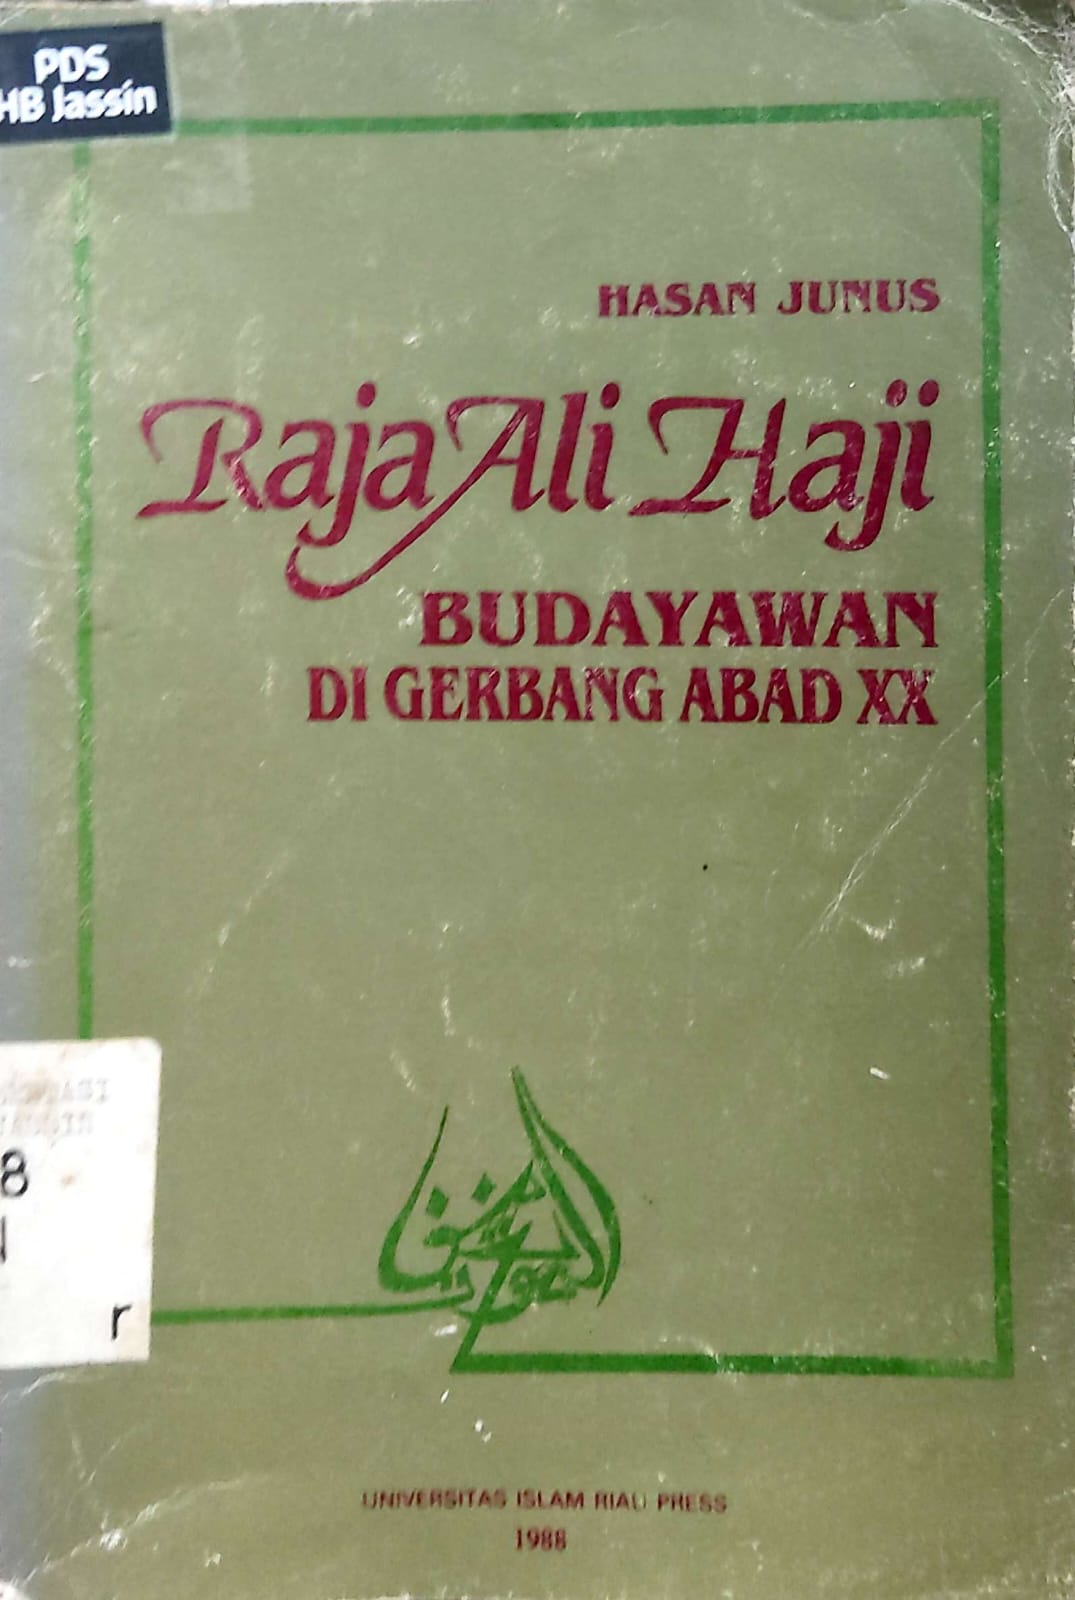 PDS
HB Jassin
HASAN JUNUS
Raja Ali Haji
BUDAYAWAN
DI GERBANG ABAD XX
8
r
UNIVERSITAS ISLAM RIAU PRESS
1988